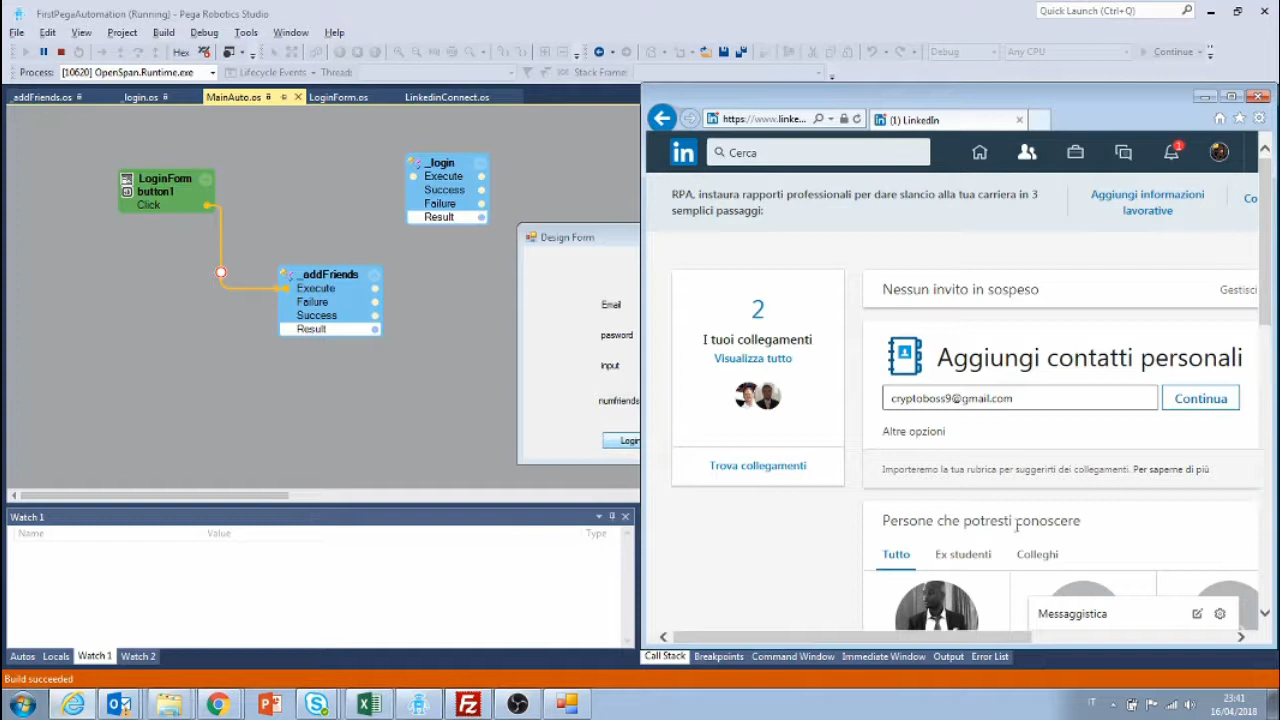 FirstPegaAutomation (Running) - Pega Robotics Studio
Quick Launch (Ctrl+Q)
File Edit View Project Build Debug Tools Window Help
Hex Debug Any CPU Continue
Process: [10620] OpenSpan.Runtime.exe Lifecycle Events Thread: Stack Frame:
_addFriends.os _login.os MainAuto.os LoginForm.os LinkedinConnect.os
LoginForm
button1
Click
_login
Execute
Success
Failure
Result
_addFriends
Execute
Failure
Success
Result
Design Form
Email
pasword
input
numfriends
Login
https://www.linke...
(1) LinkedIn
in
Cerca
1
RPA, instaura rapporti professionali per dare slancio alla tua carriera in 3
semplici passaggi:
Aggiungi informazioni
lavorative
Co
2
I tuoi collegamenti
Visualizza tutto
Trova collegamenti
Nessun invito in sospeso
Gestisci
Aggiungi contatti personali
cryptoboss9@gmail.com
Continua
Altre opzioni
Importeremo la tua rubrica per suggerirti dei collegamenti. Per saperne di più
Persone che potresti conoscere
Tutto Ex studenti Colleghi
Messaggistica
Watch 1
Name Value Type
Autos Locals Watch 1 Watch 2
Call Stack Breakpoints Command Window Immediate Window Output Error List
Build succeeded
IT
23:41
16/04/2018